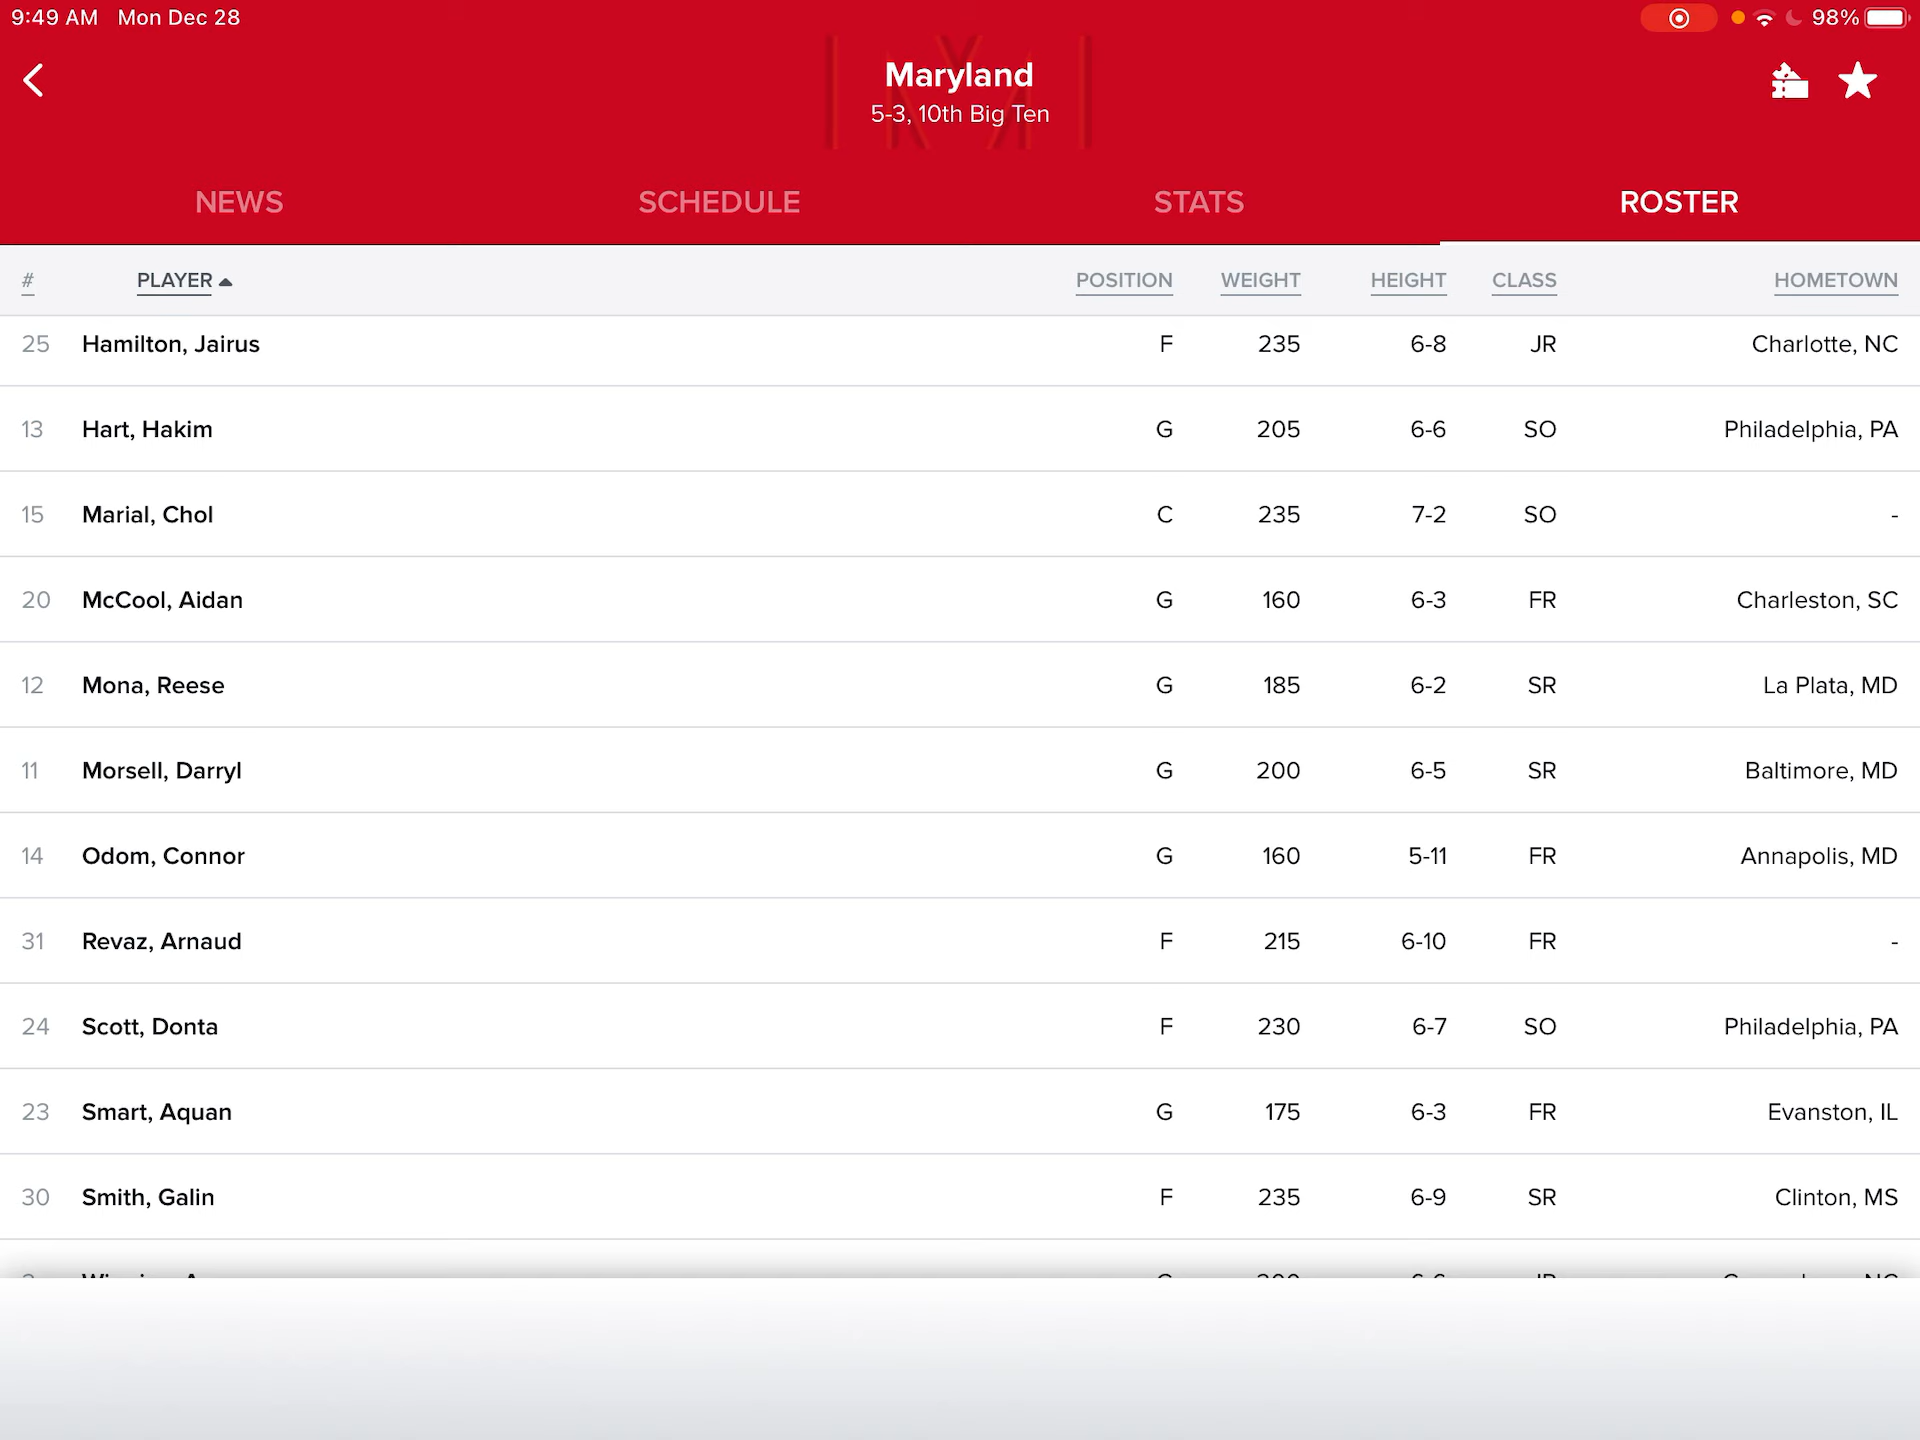 9:49 AM Mon Dec 28 98%
Maryland
5-3, 10th Big Ten
NEWS SCHEDULE STATS ROSTER
# PLAYER POSITION WEIGHT HEIGHT CLASS HOMETOWN
25 Hamilton, Jairus F 235 6-8 JR Charlotte, NC
13 Hart, Hakim G 205 6-6 SO Philadelphia, PA
15 Marial, Chol C 235 7-2 SO -
20 McCool, Aidan G 160 6-3 FR Charleston, SC
12 Mona, Reese G 185 6-2 SR La Plata, MD
11 Morsell, Darryl G 200 6-5 SR Baltimore, MD
14 Odom, Connor G 160 5-11 FR Annapolis, MD
31 Revaz, Arnaud F 215 6-10 FR -
24 Scott, Donta F 230 6-7 SO Philadelphia, PA
23 Smart, Aquan G 175 6-3 FR Evanston, IL
30 Smith, Galin F 235 6-9 SR Clinton, MS